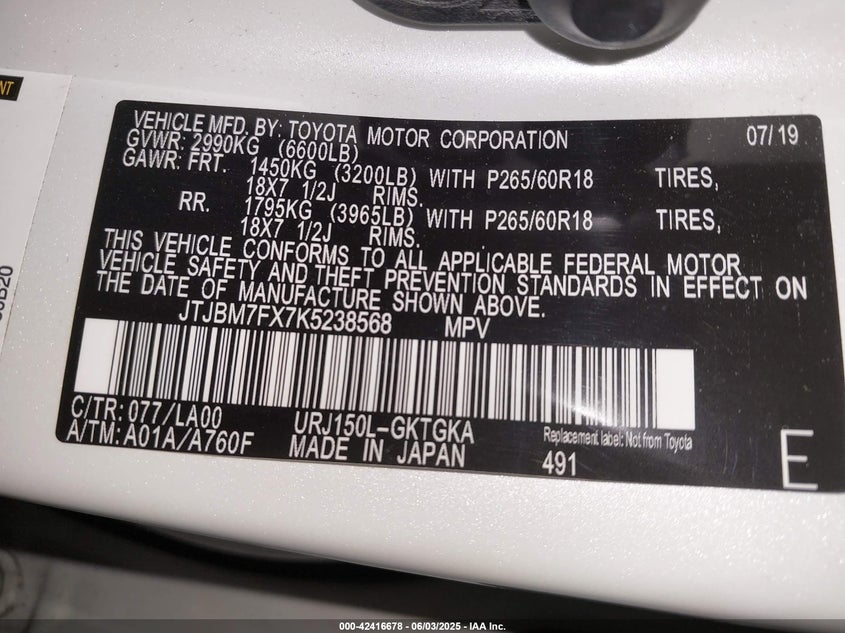 NT
VEHICLE MFD. BY: TOYOTA MOTOR CORPORATION 07/19
GVWR: 2990KG (6600LB)
GAWR: FRT. 1450KG (3200LB) WITH P265/60R18 TIRES,
18X7 1/2J RIMS.
RR. 1795KG (3965LB) WITH P265/60R18 TIRES,
18X7 1/2J RIMS.
THIS VEHICLE CONFORMS TO ALL APPLICABLE FEDERAL MOTOR
VEHICLE SAFETY AND THEFT PREVENTION STANDARDS IN EFFECT ON
THE DATE OF MANUFACTURE SHOWN ABOVE.
JTJBM7FX7K5238568 MPV
C/TR: 077/LA00 URJ150L-GKTGKA Replacement label: Not from Toyota
A/TM: A01A/A760F MADE IN JAPAN 491 E
000-42416678 - 06/03/2025 - IAA Inc.